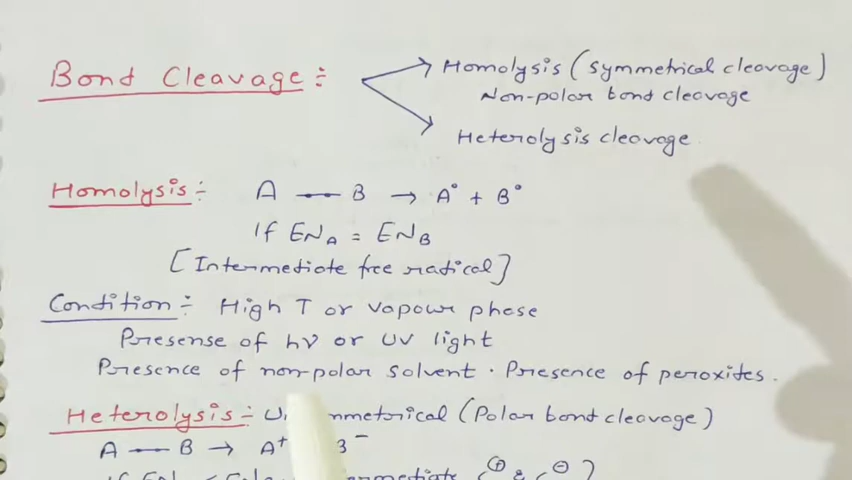 Bond Cleavage :-
Homolysis (symmetrical cleavage)
Non-polar bond cleavage
Heterolysis cleavage
Homolysis :- A — B → A° + B°
If EN_A = EN_B
[Intermediate free radical]
Condition :- High T or vapour phase
Presense of hν or UV light
Presence of non-polar solvent . Presence of peroxites.
Heterolysis :- (Polar bond cleavage)
A — B → A⁺ B⁻